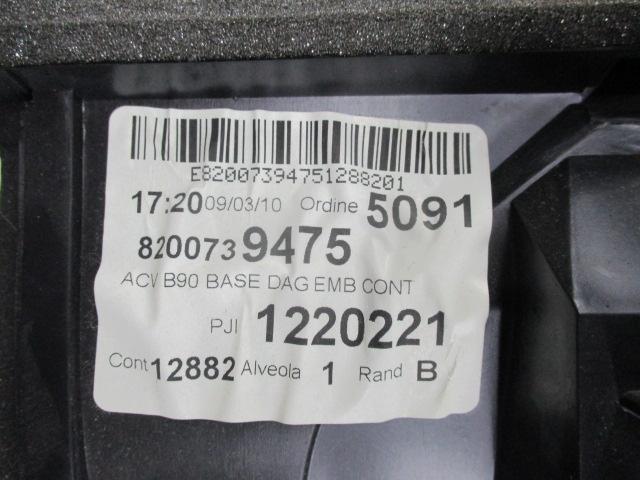 E82007394751288201
17:20 09/03/10 Ordine 5091
8200739475
ACV B90 BASE DAG EMB CONT
PJI 1220221
Cont 12882 Alveola 1 Rand B